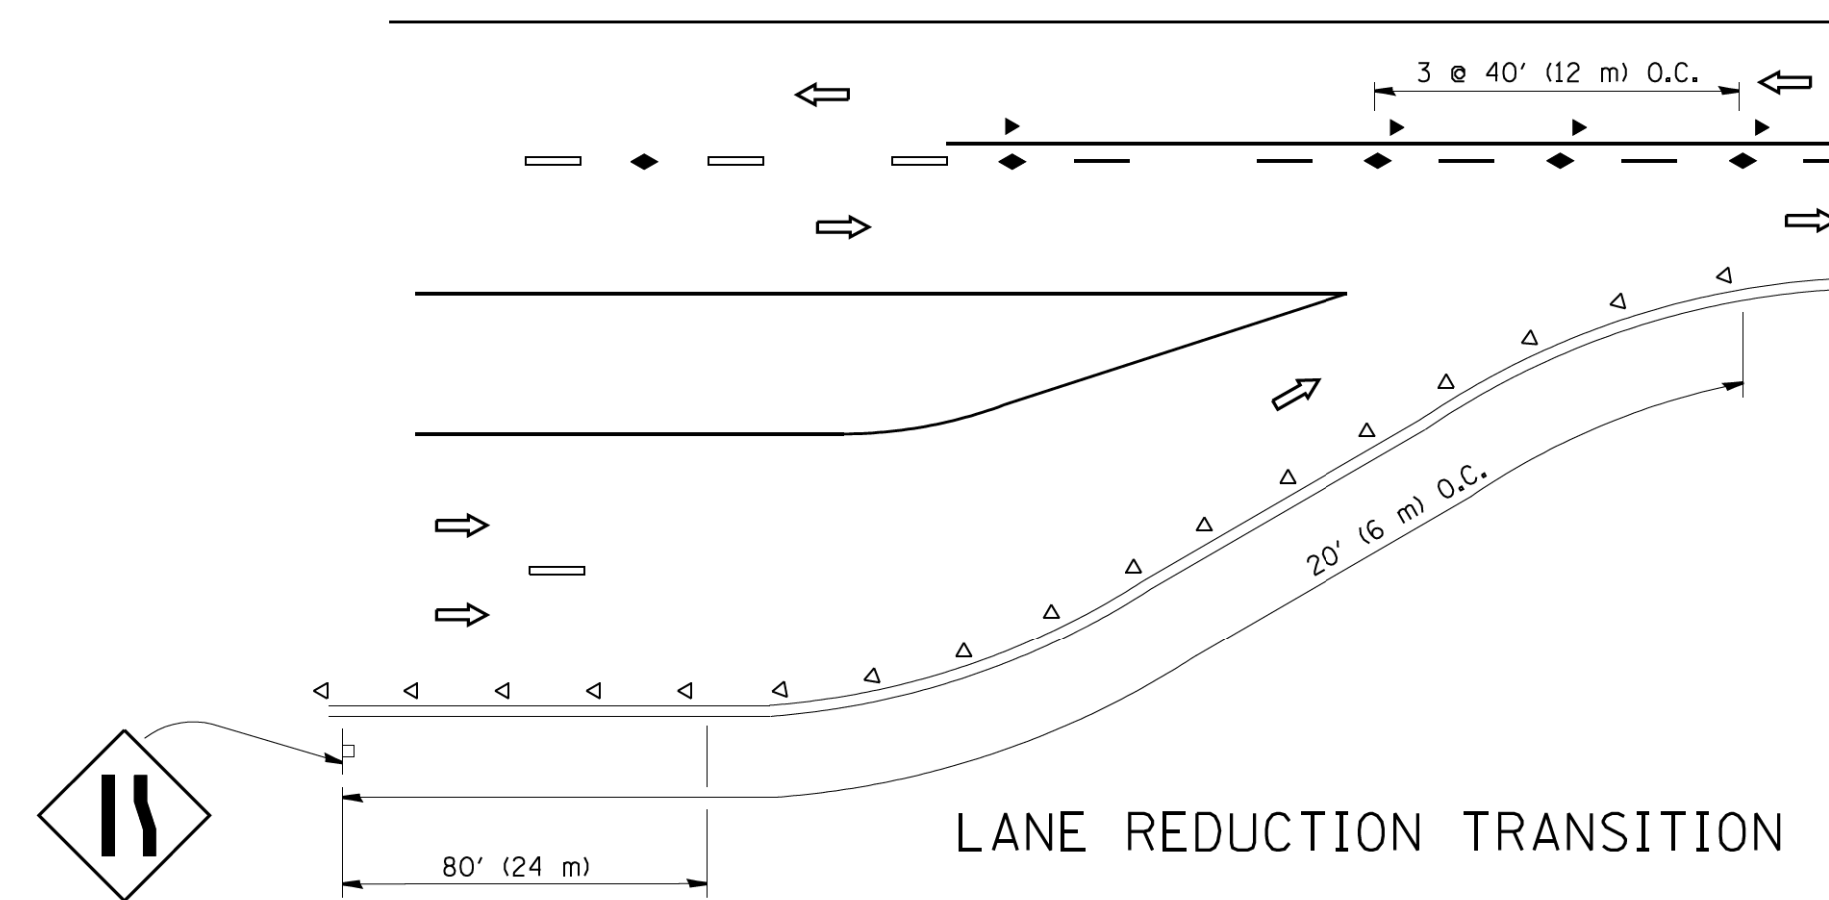 3 @ 40' (12 m) O.C.
20' (6 m) O.C.
80' (24 m)
LANE REDUCTION TRANSITION